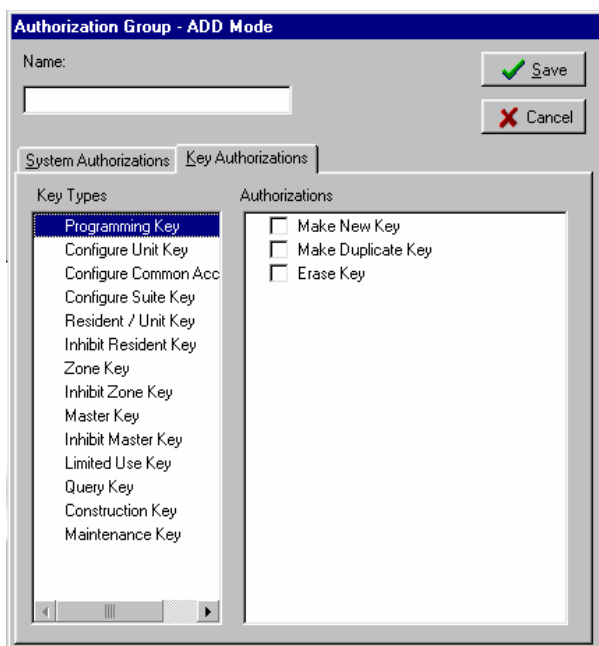 Authorization Group - ADD Mode
Name:
Save
Cancel
System Authorizations
Key Authorizations
Key Types
Authorizations
Programming Key
Configure Unit Key
Configure Common Acc
Configure Suite Key
Resident / Unit Key
Inhibit Resident Key
Zone Key
Inhibit Zone Key
Master Key
Inhibit Master Key
Limited Use Key
Query Key
Construction Key
Maintenance Key
Make New Key
Make Duplicate Key
Erase Key